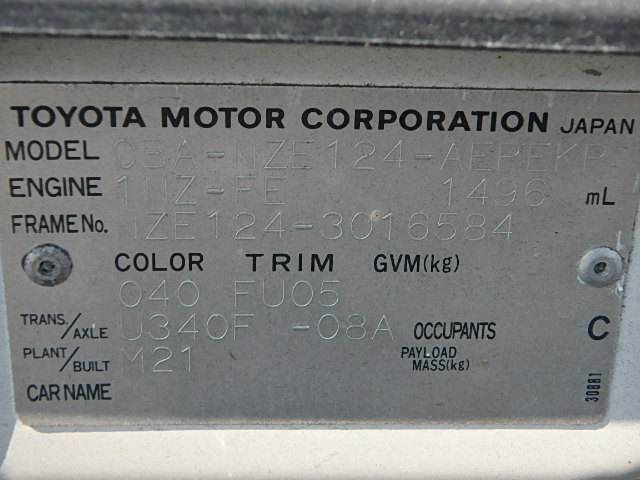 TOYOTA MOTOR CORPORATION JAPAN
MODEL CBA-NZE124-AEPEKP
ENGINE 1NZ-FE 1496 mL
FRAME No. NZE124-3016584
COLOR TRIM GVM(kg)
040 FU05
TRANS./AXLE U340F -08A OCCUPANTS C
PLANT/BUILT M21 PAYLOAD MASS(kg)
CAR NAME 30881